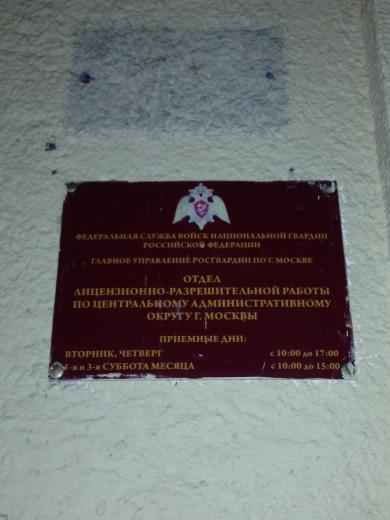 ФЕДЕРАЛЬНАЯ СЛУЖБА ВОЙСК НАЦИОНАЛЬНОЙ ГВАРДИИ
РОССИЙСКОЙ ФЕДЕРАЦИИ
ГЛАВНОЕ УПРАВЛЕНИЕ РОСГВАРДИИ ПО Г. МОСКВЕ
ОТДЕЛ
ЛИЦЕНЗИОННО-РАЗРЕШИТЕЛЬНОЙ РАБОТЫ
ПО ЦЕНТРАЛЬНОМУ АДМИНИСТРАТИВНОМУ
ОКРУГУ Г. МОСКВЫ
ПРИЕМНЫЕ ДНИ:
ВТОРНИК, ЧЕТВЕРГ с 10:00 до 17:00
1-я и 3-я СУББОТА МЕСЯЦА с 10:00 до 15:00